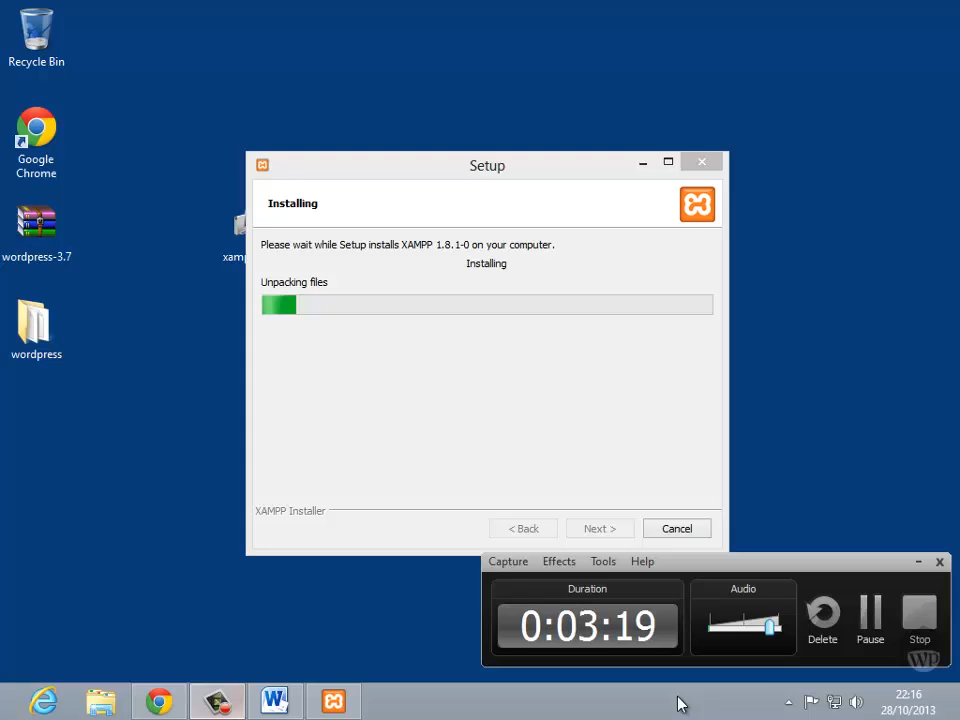 Recycle Bin
Google
Chrome
wordpress-3.7
wordpress
xamp
Setup
Installing
Please wait while Setup installs XAMPP 1.8.1-0 on your computer.
Installing
Unpacking files
XAMPP Installer
< Back
Next >
Cancel
Capture
Effects
Tools
Help
Duration
0:03:19
Audio
Delete
Pause
Stop
WP
22:16
28/10/2013